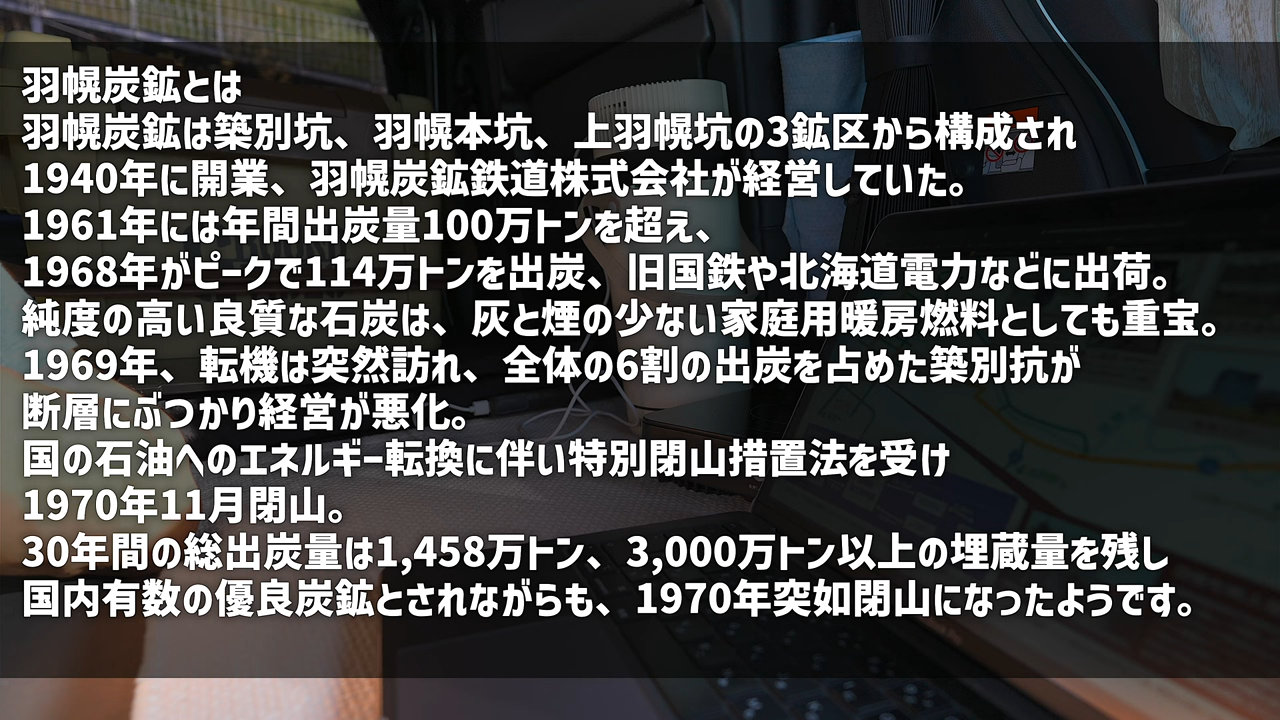 羽幌炭鉱とは
羽幌炭鉱は築別坑、羽幌本坑、上羽幌坑の3鉱区から構成され
1940年に開業、羽幌炭鉱鉄道株式会社が経営していた。
1961年には年間出炭量100万トンを超え、
1968年がピークで114万トンを出炭、旧国鉄や北海道電力などに出荷。
純度の高い良質な石炭は、灰と煙の少ない家庭用暖房燃料としても重宝。
1969年、転機は突然訪れ、全体の6割の出炭を占めた築別抗が
断層にぶつかり経営が悪化。
国の石油へのエネルギー転換に伴い特別閉山措置法を受け
1970年11月閉山。
30年間の総出炭量は1,458万トン、3,000万トン以上の埋蔵量を残し
国内有数の優良炭鉱とされながらも、1970年突如閉山になったようです。